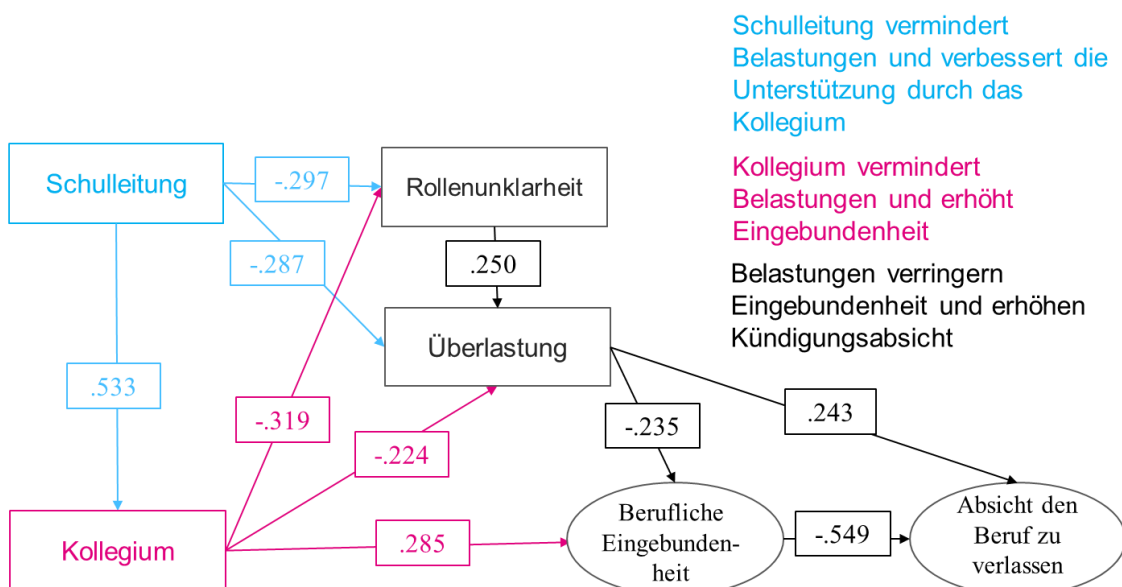 Schulleitung vermindert
Belastungen und verbessert die
Unterstützung durch das
Kollegium
Kollegium vermindert
Belastungen und erhöht
Eingebundenheit
Belastungen verringern
Eingebundenheit und erhöhen
Kündigungsabsicht
Schulleitung
-.297
Rollenunklarheit
-.287
.250
Überlastung
.533
-.319
-.224
-.235
.243
Kollegium
.285
Berufliche
Eingebunden-
heit
-.549
Absicht den
Beruf zu
verlassen